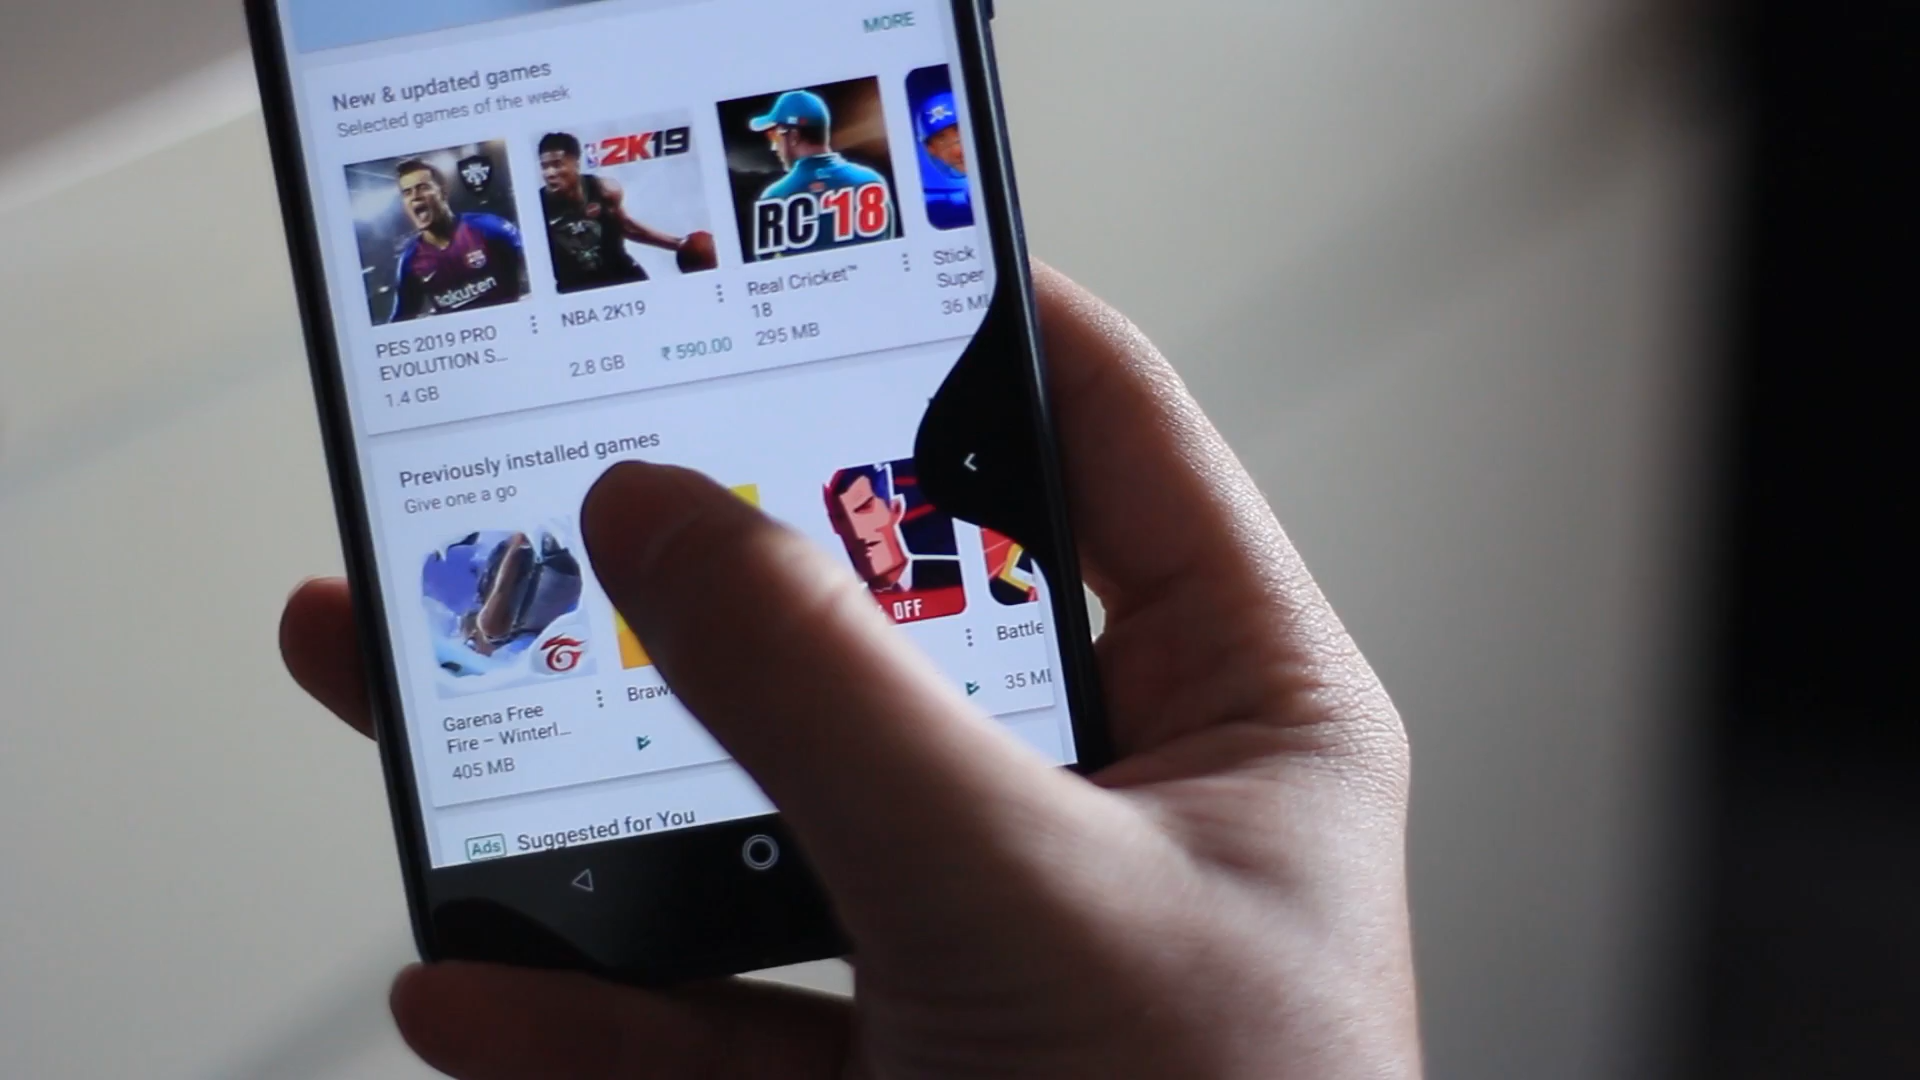 MORE
New & updated games
Selected games of the week
Rakuten
2K19
RC'18
PES 2019 PRO
EVOLUTION S...
1.4 GB
NBA 2K19
2.8 GB
₹590.00
Real Cricket™
18
295 MB
Stick
Super
36 M
Previously installed games
Give one a go
OFF
Garena Free
Fire – Winterl...
405 MB
Braw
Battle
35 M
Ads
Suggested for You